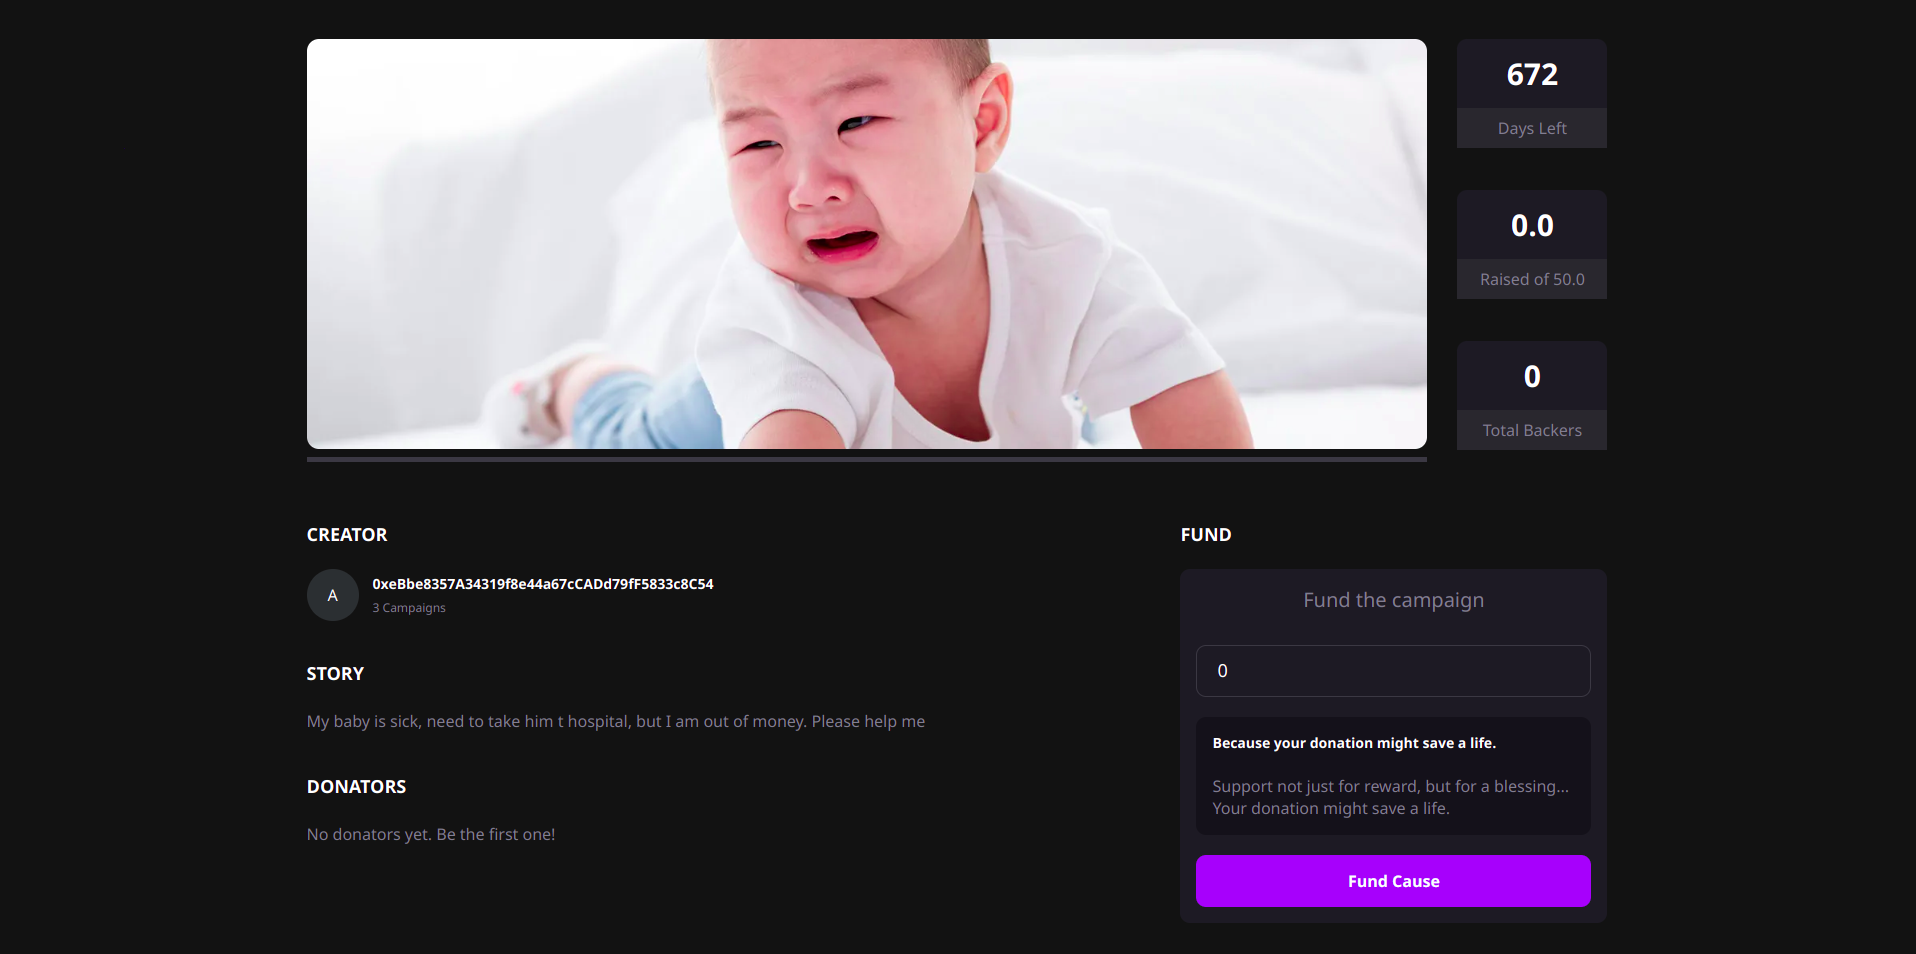 672
Days Left
0.0
Raised of 50.0
0
Total Backers
CREATOR
A
0xeBbe8357A34319f8e44a67cCADd79fF5833c8C54
3 Campaigns
STORY
My baby is sick, need to take him t hospital, but I am out of money. Please help me
DONATORS
No donators yet. Be the first one!
FUND
Fund the campaign
0
Because your donation might save a life.
Support not just for reward, but for a blessing...
Your donation might save a life.
Fund Cause